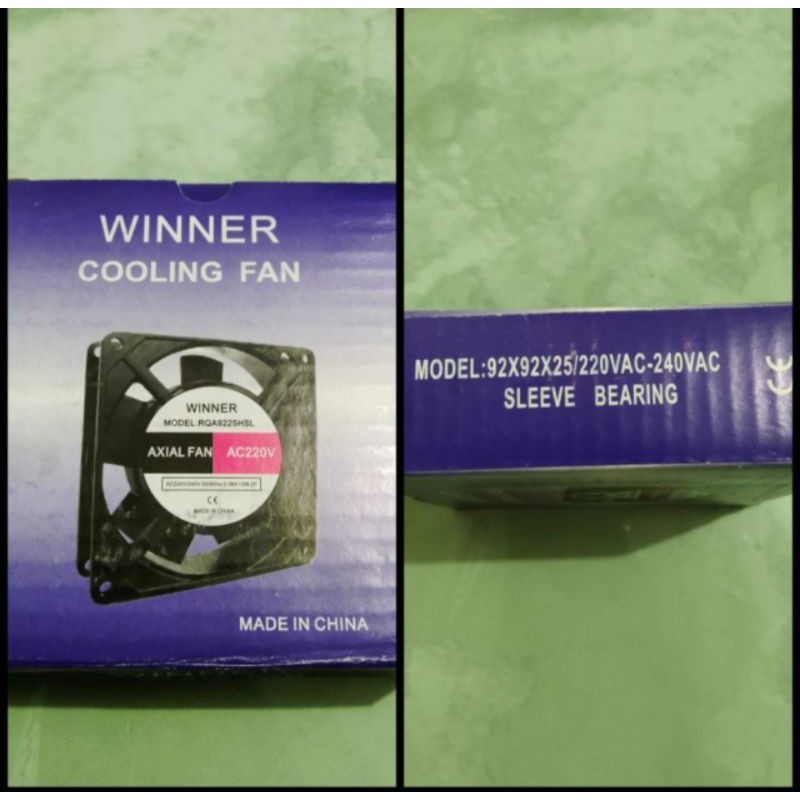 WINNER
COOLING FAN
WINNER
MODEL:RQA9225HSL
AXIAL FAN AC220V
CE
MADE IN CHINA
MADE IN CHINA
MODEL:92X92X25/220VAC-240VAC
SLEEVE BEARING
CE